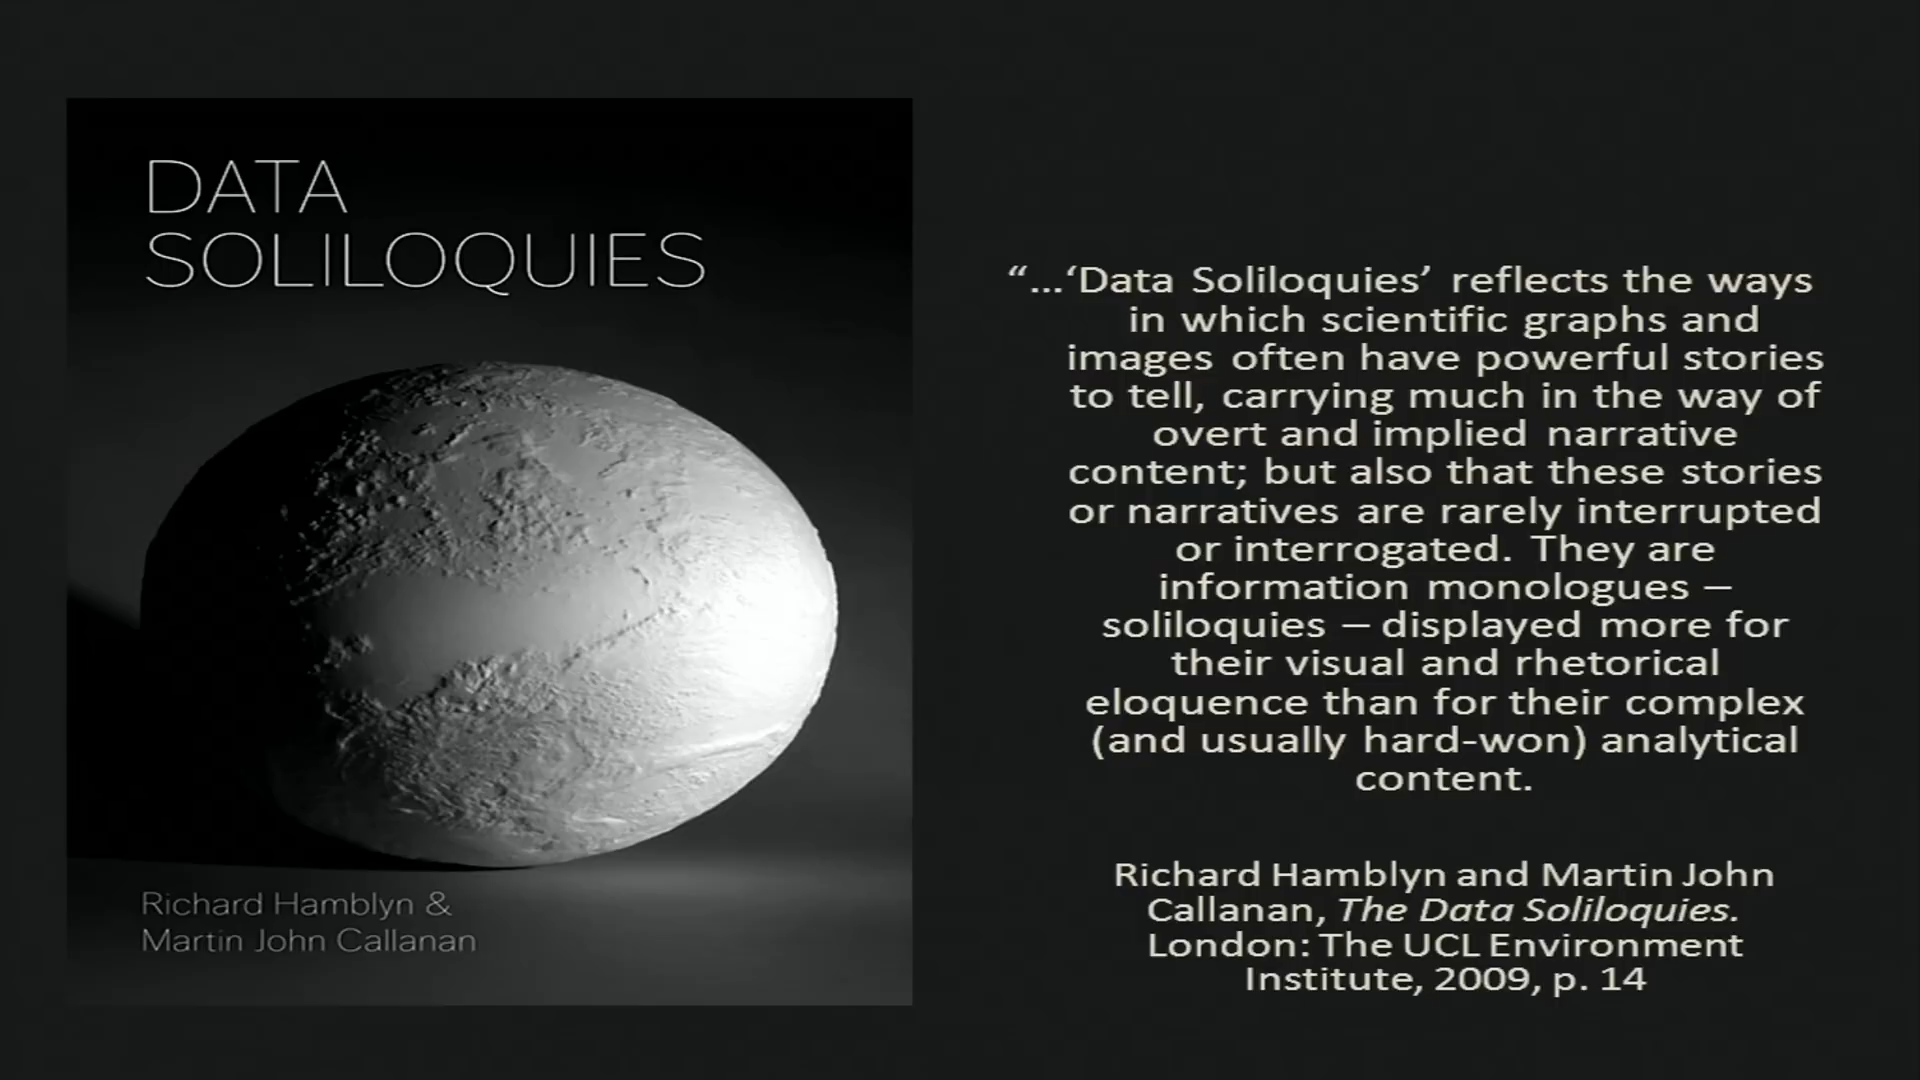 DATA
SOLILOQUIES
Richard Hamblyn &
Martin John Callanan
“...‘Data Soliloquies’ reflects the ways
in which scientific graphs and
images often have powerful stories
to tell, carrying much in the way of
overt and implied narrative
content; but also that these stories
or narratives are rarely interrupted
or interrogated. They are
information monologues –
soliloquies – displayed more for
their visual and rhetorical
eloquence than for their complex
(and usually hard-won) analytical
content.
Richard Hamblyn and Martin John
Callanan, The Data Soliloquies.
London: The UCL Environment
Institute, 2009, p. 14